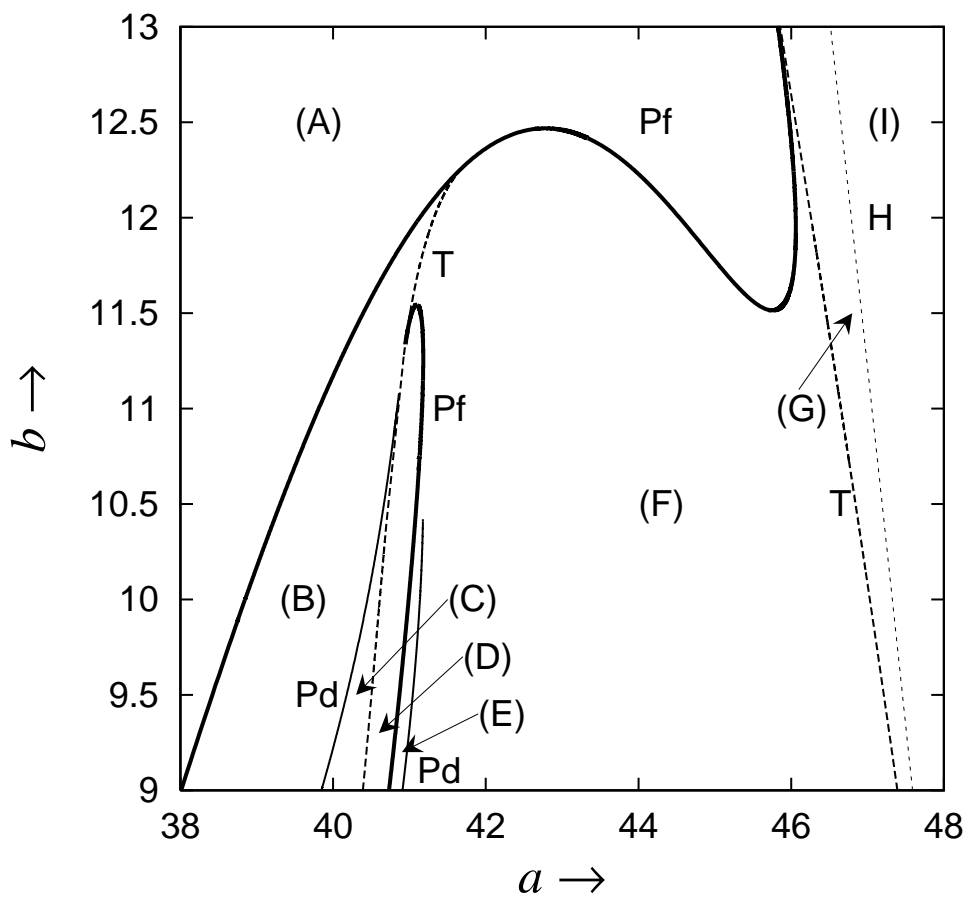 13
(A)
Pf
(I)
12.5
12
H
T
11.5
11
Pf
(G)
b →
10.5
(F)
T
10
(B)
(C)
(D)
9.5
Pd
(E)
Pd
9
38
40
42
44
46
48
a →